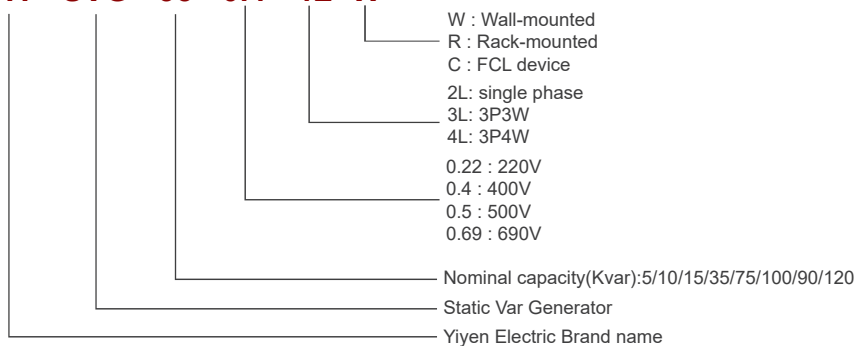 W : Wall-mounted
R : Rack-mounted
C : FCL device
2L: single phase
3L: 3P3W
4L: 3P4W
0.22 : 220V
0.4 : 400V
0.5 : 500V
0.69 : 690V
Nominal capacity(Kvar):5/10/15/35/75/100/90/120
Static Var Generator
Yiyen Electric Brand name